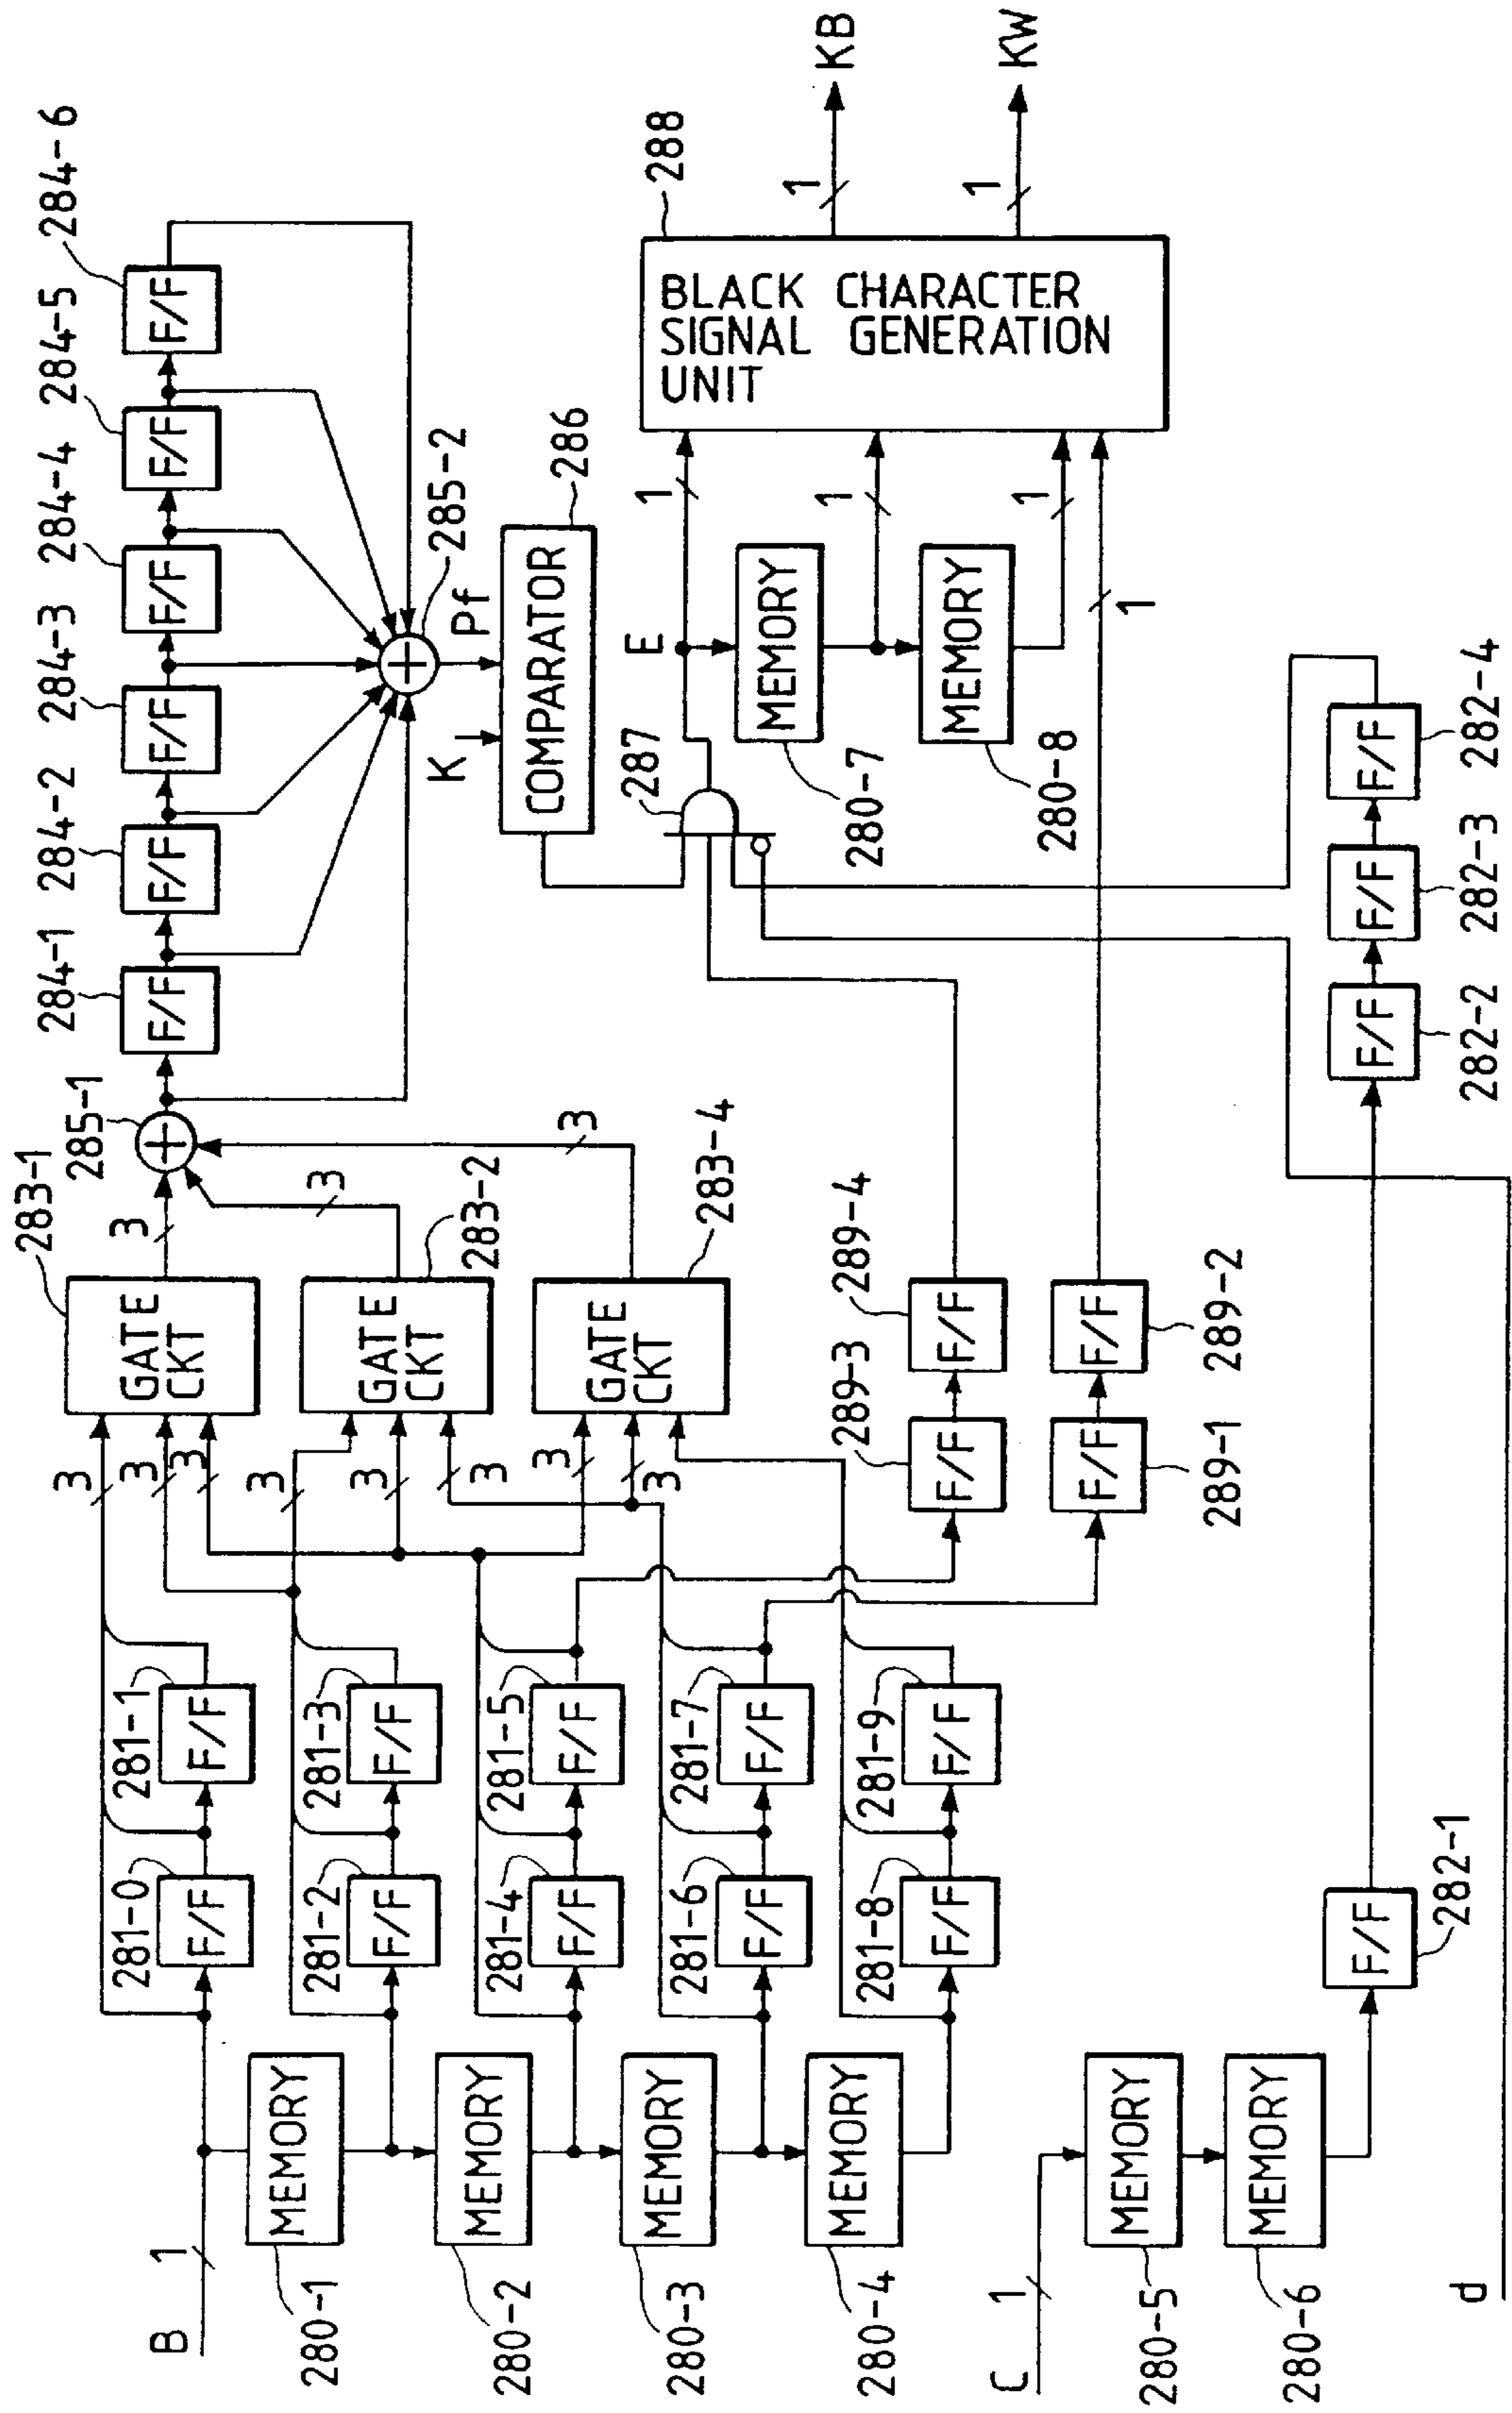 B
1
MEMORY
280-1
MEMORY
280-2
MEMORY
280-3
MEMORY
280-4
C
1
MEMORY
280-5
MEMORY
280-6
d
281-0
F/F
281-1
F/F
281-2
F/F
281-3
F/F
281-4
F/F
281-5
F/F
281-6
F/F
281-7
F/F
281-8
F/F
281-9
F/F
282-1
F/F
3
3
3
3
3
3
3
3
283-1
GATE
CKT
283-2
GATE
CKT
283-4
GATE
CKT
3
3
3
289-3
F/F
289-4
F/F
289-1
F/F
289-2
F/F
285-1
+
284-1
F/F
284-2
F/F
284-3
F/F
284-4
F/F
284-5
F/F
284-6
F/F
+
285-2
Pf
K
COMPARATOR
286
287
E
MEMORY
280-7
MEMORY
280-8
1
1
1
1
BLACK CHARACTER
SIGNAL GENERATION
UNIT
288
1
KB
1
KW
F/F
282-2
F/F
282-3
F/F
282-4